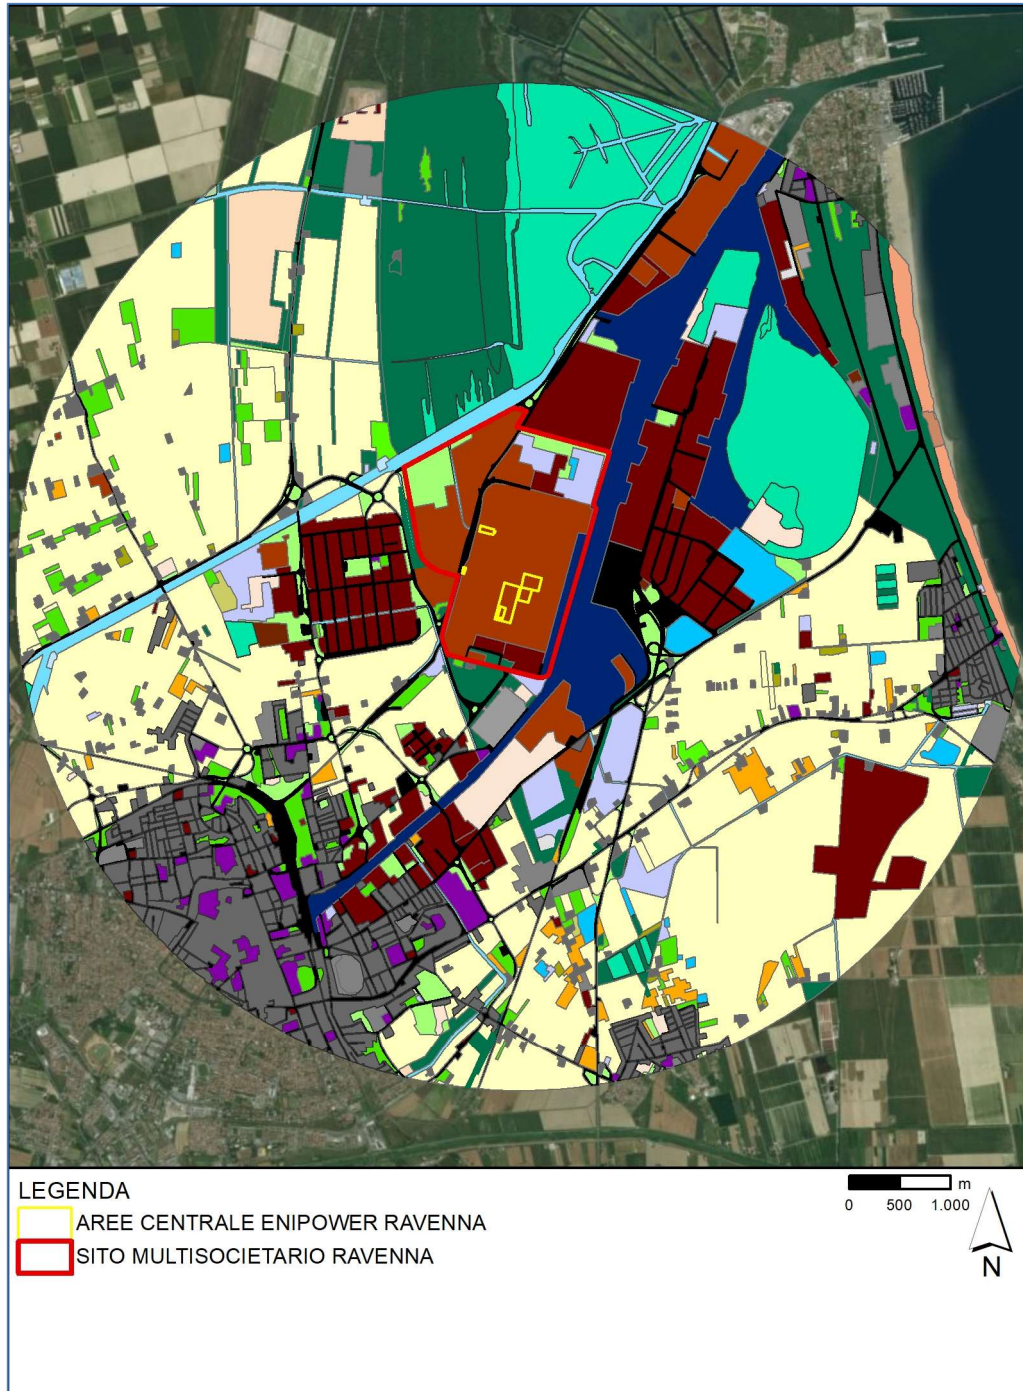 LEGENDA
AREE CENTRALE ENIPOWER RAVENNA
SITO MULTISOCIETARIO RAVENNA
m
0 500 1.000
N